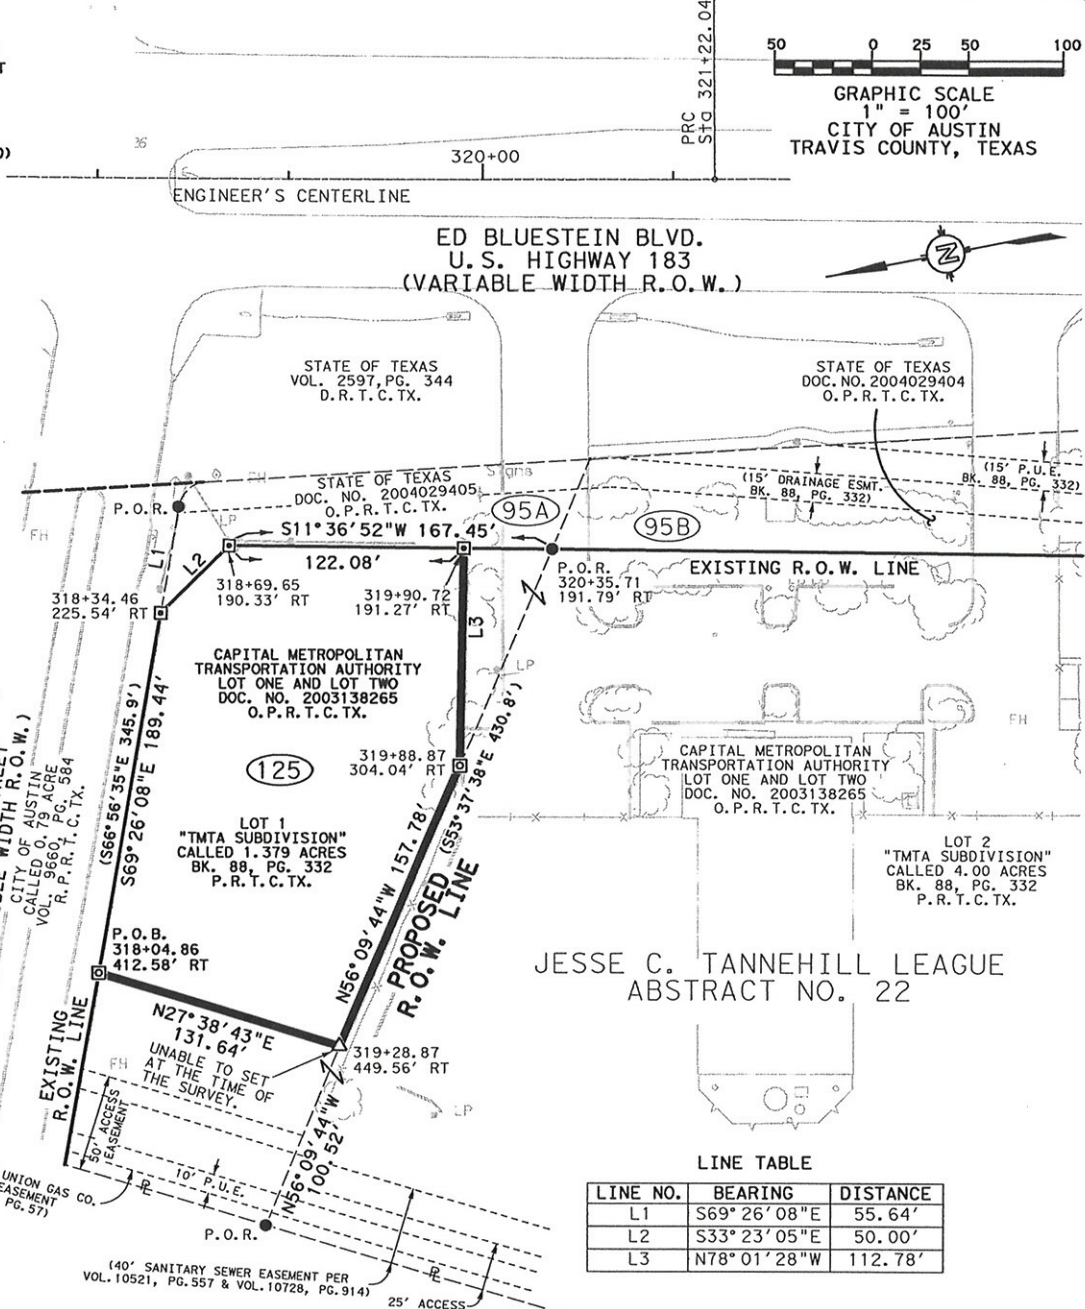 PRC
Sta 321+22.04
50 0 25 50 100
GRAPHIC SCALE
1" = 100'
CITY OF AUSTIN
TRAVIS COUNTY, TEXAS
320+00
ENGINEER'S CENTERLINE
ED BLUESTEIN BLVD.
U.S. HIGHWAY 183
(VARIABLE WIDTH R.O.W.)
N
STATE OF TEXAS
VOL. 2597, PG. 344
D.R.T.C.TX.
STATE OF TEXAS
DOC. NO. 2004029404
O.P.R.T.C.TX.
STATE OF TEXAS
DOC. NO. 2004029405
O.P.R.T.C.TX.
Signs
(15' DRAINAGE ESMT.
BK. 88, PG. 332)
(15' P.U.E.
BK. 88, PG. 332)
P.O.R.
FH
LP
95A
95B
S11°36'52"W 167.45'
122.08'
L1
L2
318+69.65
190.33' RT
319+90.72
191.27' RT
P.O.R.
320+35.71
191.79' RT
EXISTING R.O.W. LINE
318+34.46
225.54' RT
L3
LP
CAPITAL METROPOLITAN
TRANSPORTATION AUTHORITY
LOT ONE AND LOT TWO
DOC. NO. 2003138265
O.P.R.T.C.TX.
(S66°56'35"E 345.9')
S69°26'08"E 189.44'
125
319+88.87
304.04' RT
LOT 1
"TMTA SUBDIVISION"
CALLED 1.379 ACRES
BK. 88, PG. 332
P.R.T.C.TX.
FH
CAPITAL METROPOLITAN
TRANSPORTATION AUTHORITY
LOT ONE AND LOT TWO
DOC. NO. 2003138265
O.P.R.T.C.TX.
LOT 2
"TMTA SUBDIVISION"
CALLED 4.00 ACRES
BK. 88, PG. 332
P.R.T.C.TX.
WIDTH R.O.W.)
CITY OF AUSTIN
CALLED 0.79 ACRE
VOL. 9660, PG. 584
R.P.R.T.C.TX.
N56°09'44"W 157.78'
(S53°37'38"E 430.8')
PROPOSED
R.O.W. LINE
P.O.B.
318+04.86
412.58' RT
JESSE C. TANNEHILL LEAGUE
ABSTRACT NO. 22
N27°38'43"E
131.64'
UNABLE TO SET
AT THE TIME OF
THE SURVEY.
319+28.87
449.56' RT
EXISTING
R.O.W. LINE
FH
LP
50' ACCESS
EASEMENT
N56°09'44"W
100.52'
10' P.U.E.
UNION GAS CO.
EASEMENT
PG.57)
P.O.R.
(40' SANITARY SEWER EASEMENT PER
VOL.10521, PG.557 & VOL.10728, PG.914)
25' ACCESS
LINE TABLE
LINE NO. BEARING DISTANCE
L1 S69°26'08"E 55.64'
L2 S33°23'05"E 50.00'
L3 N78°01'28"W 112.78'